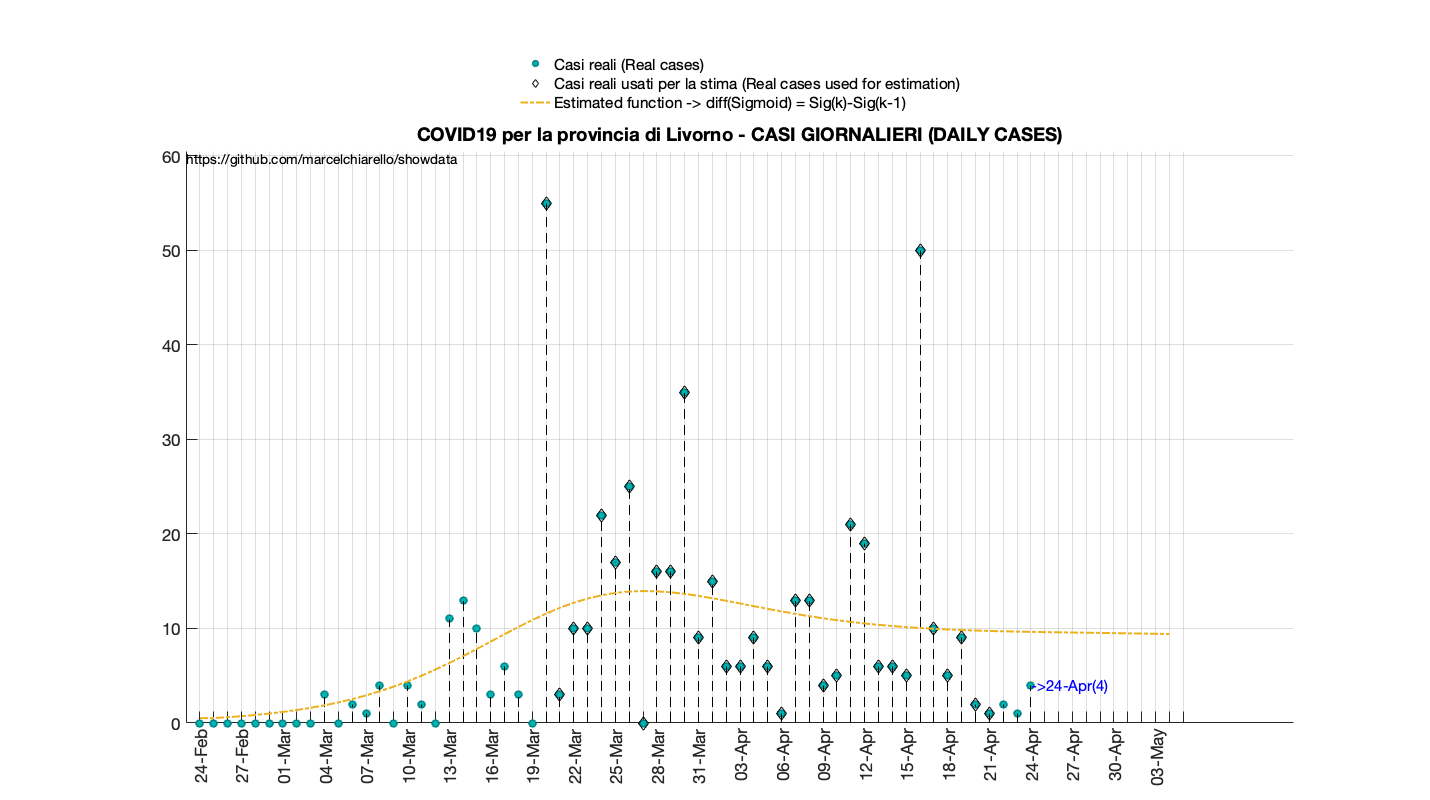 Casi reali (Real cases)
Casi reali usati per la stima (Real cases used for estimation)
Estimated function -> diff(Sigmoid) = Sig(k)-Sig(k-1)
COVID19 per la provincia di Livorno - CASI GIORNALIERI (DAILY CASES)
https://github.com/marcelchiarello/showdata
60
50
40
30
20
10
0
->24-Apr(4)
24-Feb
27-Feb
01-Mar
04-Mar
07-Mar
10-Mar
13-Mar
16-Mar
19-Mar
22-Mar
25-Mar
28-Mar
31-Mar
03-Apr
06-Apr
09-Apr
12-Apr
15-Apr
18-Apr
21-Apr
24-Apr
27-Apr
30-Apr
03-May